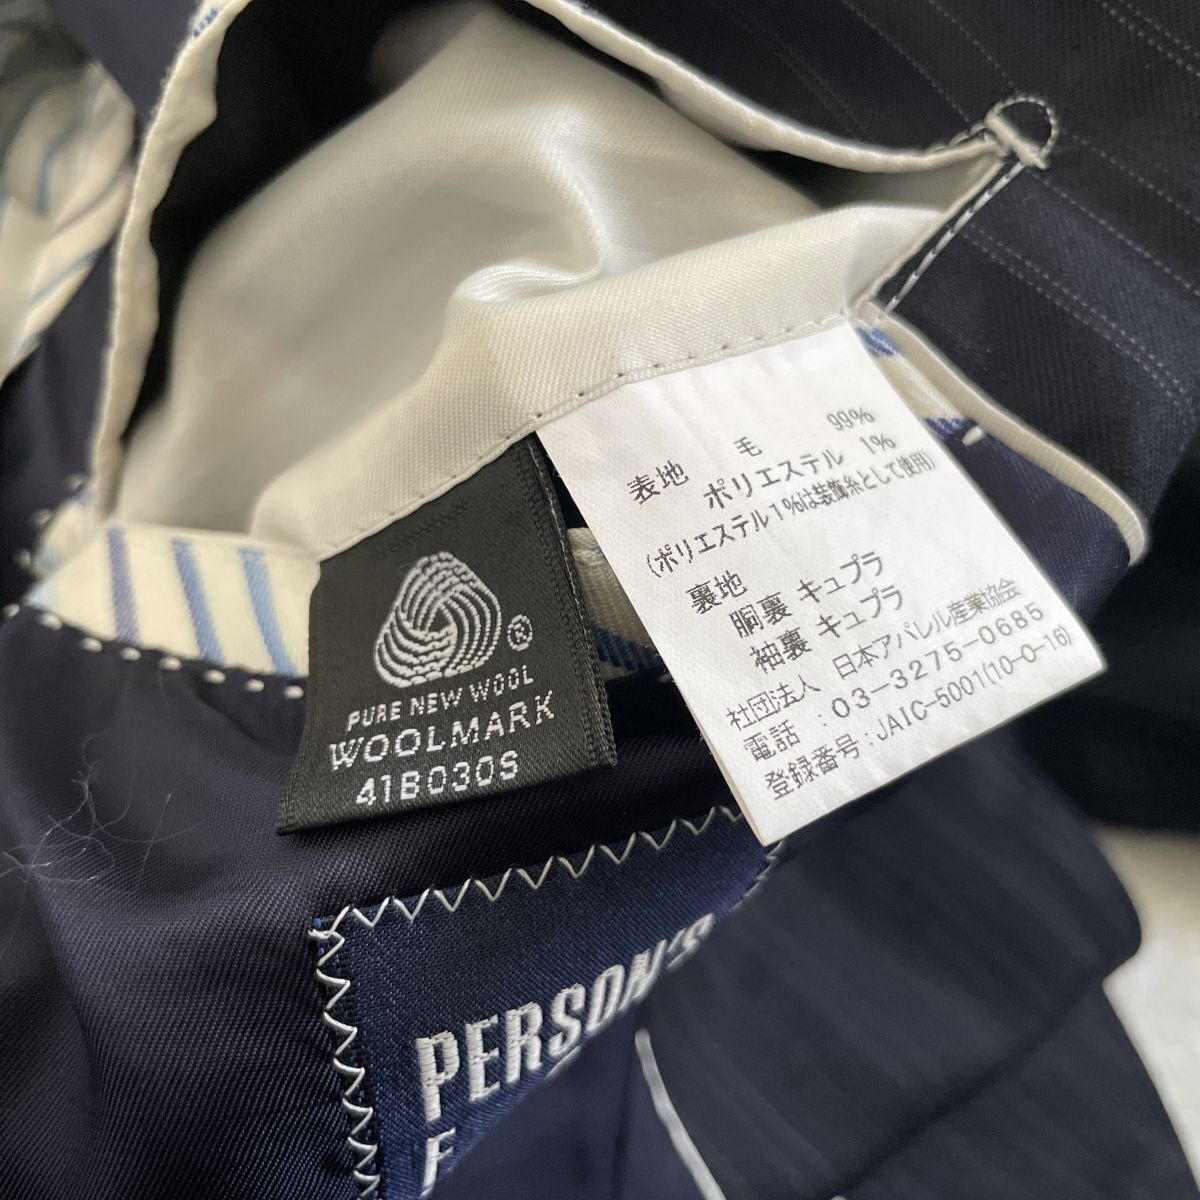 表地 毛 99%
ポリエステル 1%
(ポリエステル1%は装飾糸として使用)
裏地
胴裏 キュプラ
袖裏 キュプラ
社団法人 日本アパレル産業協会
電話 : 03-3275-0685
登録番号 : JAIC-5001(10-0-16)
®
PURE NEW WOOL
WOOLMARK
41B030S
PERSON'S
F